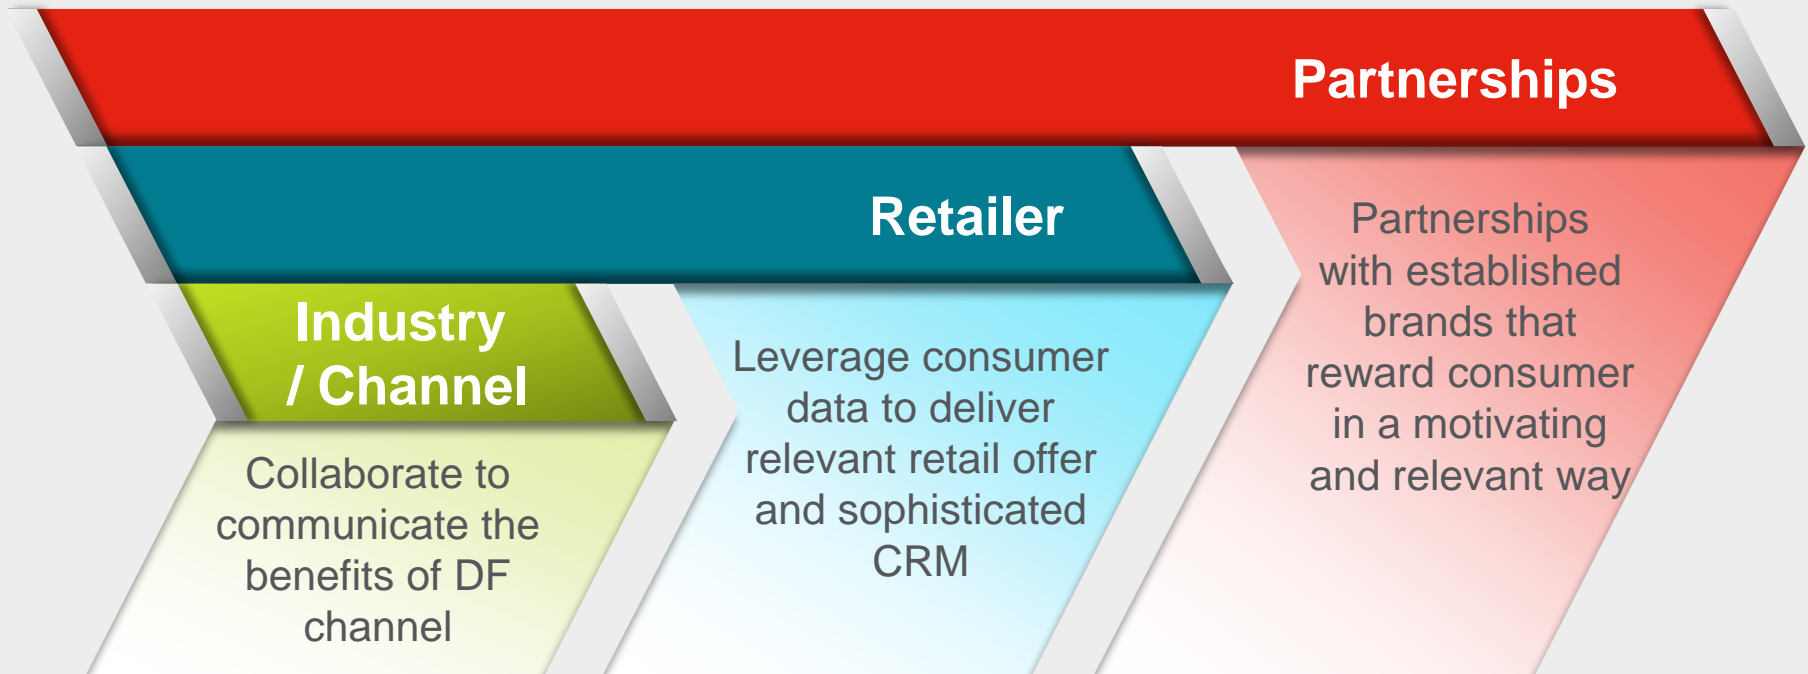 Partnerships
Retailer
Industry
/ Channel
Collaborate to
communicate the
benefits of DF
channel
Leverage consumer
data to deliver
relevant retail offer
and sophisticated
CRM
Partnerships
with established
brands that
reward consumer
in a motivating
and relevant way